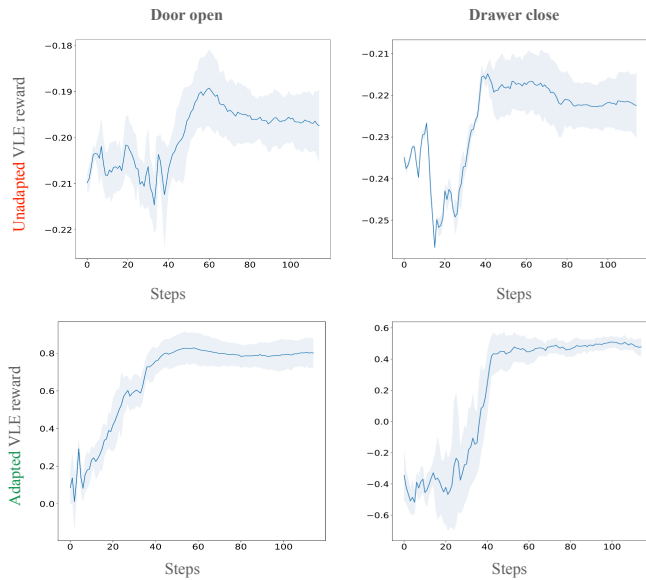 Door open
Drawer close
Unadapted VLE reward
−0.18
−0.19
−0.20
−0.21
−0.22
0 20 40 60 80 100
Steps
−0.21
−0.22
−0.23
−0.24
−0.25
0 20 40 60 80 100
Steps
Adapted VLE reward
0.8
0.6
0.4
0.2
0.0
0 20 40 60 80 100
Steps
0.6
0.4
0.2
0.0
−0.2
−0.4
−0.6
0 20 40 60 80 100
Steps